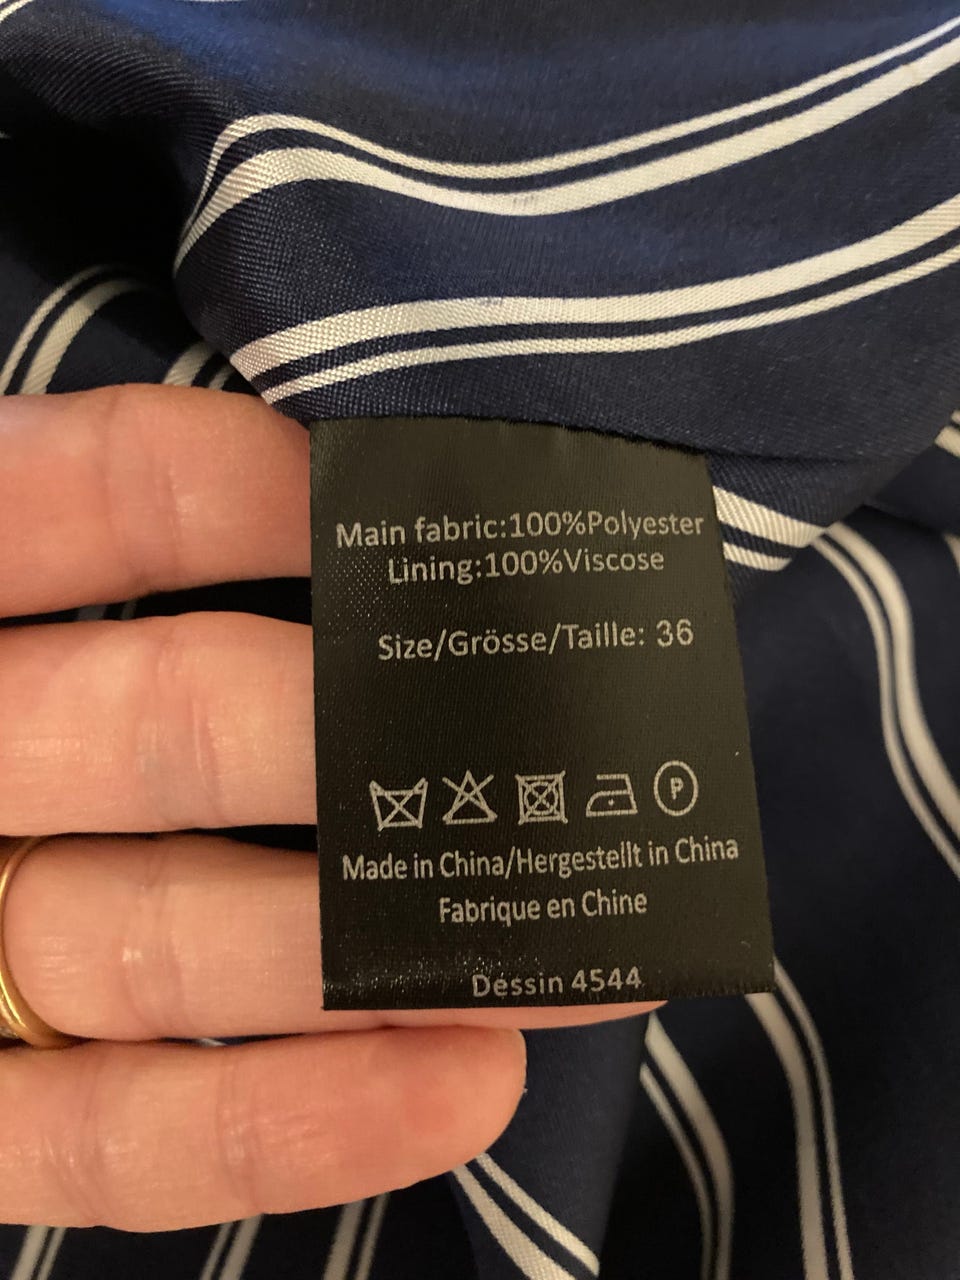 Main fabric:100%Polyester
Lining:100%Viscose
Size/Grösse/Taille: 36
P
Made in China/Hergestellt in China
Fabrique en Chine
Dessin 4544